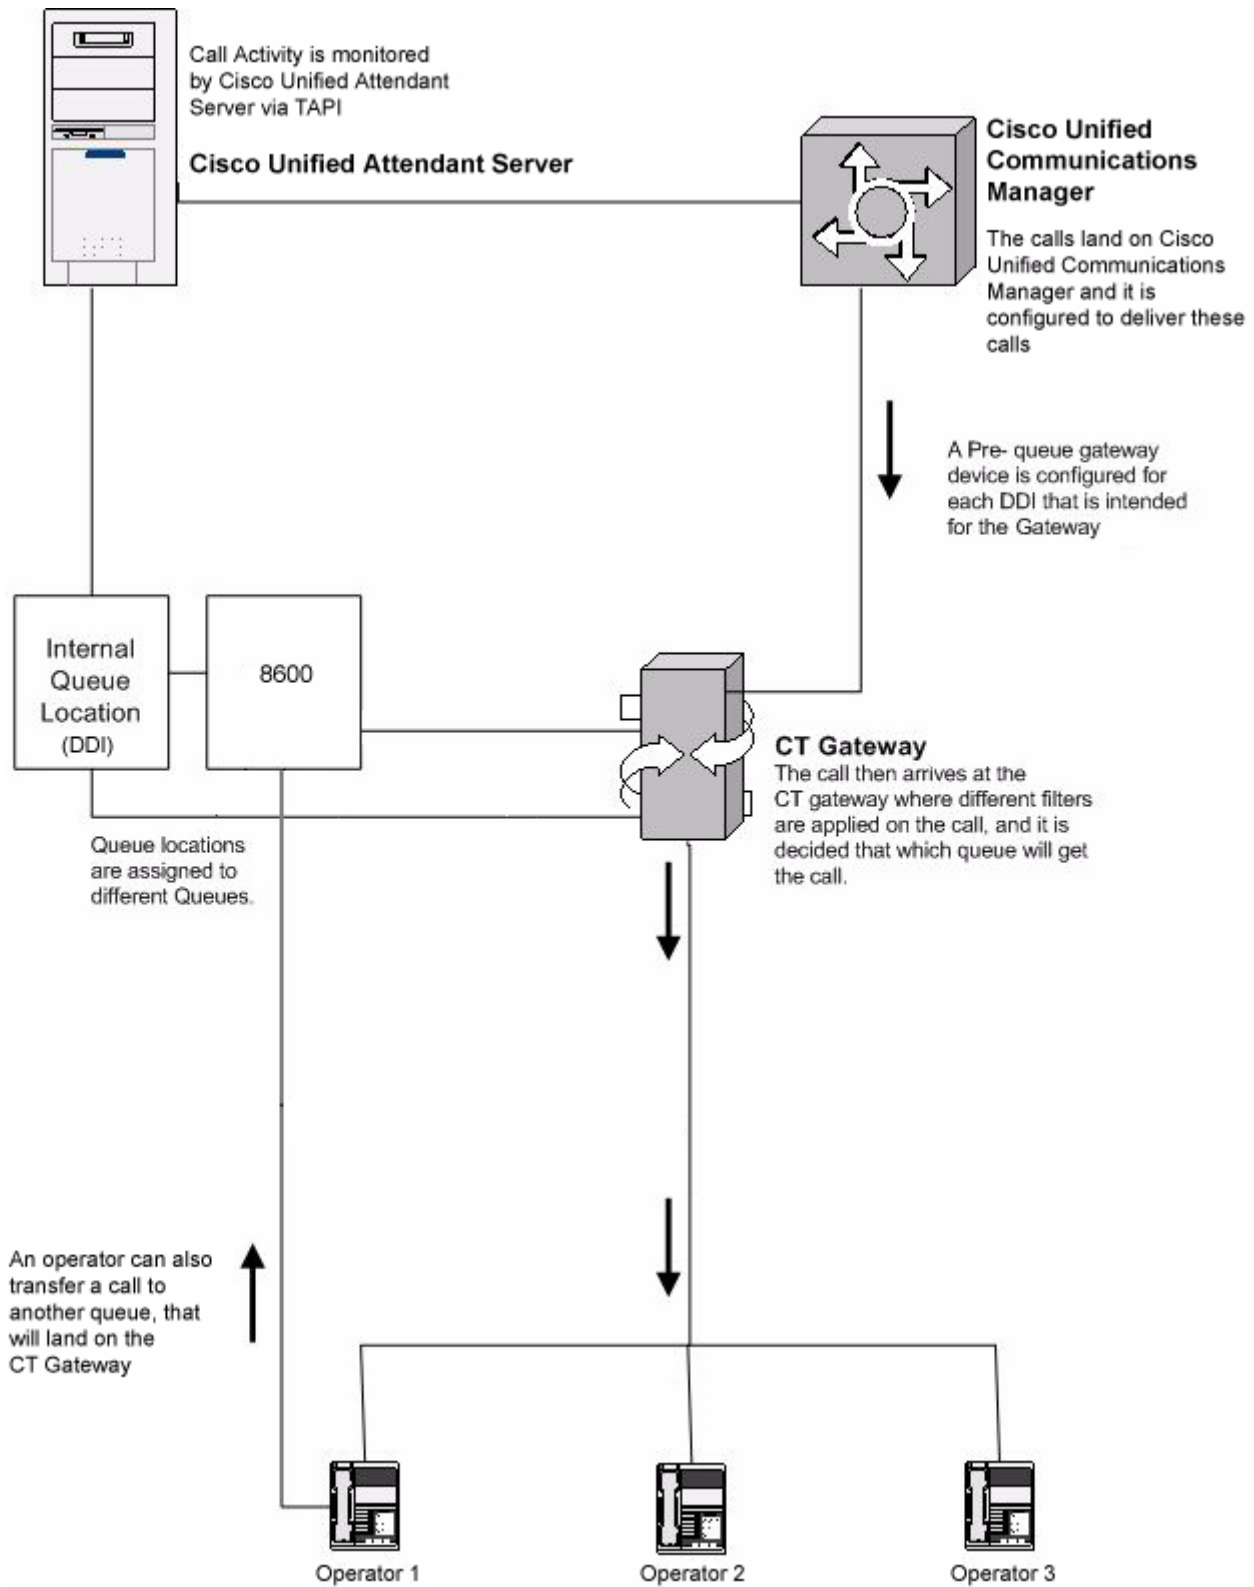 Call Activity is monitored
by Cisco Unified Attendant
Server via TAPI
Cisco Unified Attendant Server
Cisco Unified
Communications
Manager
The calls land on Cisco
Unified Communications
Manager and it is
configured to deliver these
calls
A Pre- queue gateway
device is configured for
each DDI that is intended
for the Gateway
Internal
Queue
Location
(DDI)
8600
CT Gateway
The call then arrives at the
CT gateway where different filters
are applied on the call, and it is
decided that which queue will get
the call.
Queue locations
are assigned to
different Queues.
An operator can also
transfer a call to
another queue, that
will land on the
CT Gateway
Operator 1
Operator 2
Operator 3